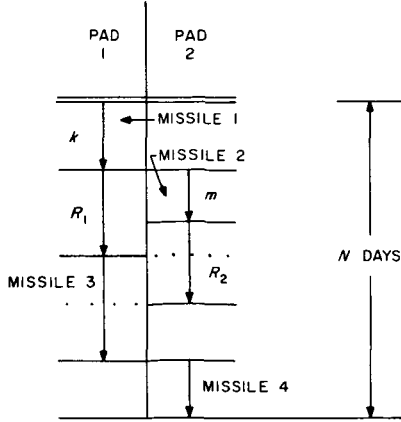 PAD 1
PAD 2
MISSILE 1
k
MISSILE 2
m
R₁
R₂
N DAYS
MISSILE 3
MISSILE 4